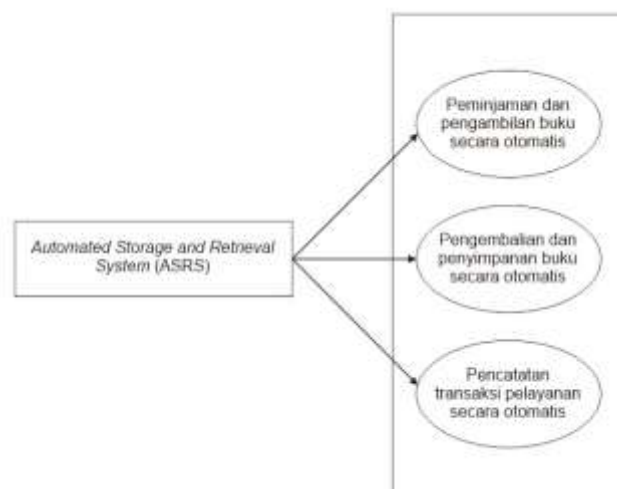 Peminjaman dan
pengambilan buku
secara otomatis
Automated Storage and Retrieval
System (ASRS)
Pengembalian dan
penyimpanan buku
secara otomatis
Pencatatan
transaksi pelayanan
secara otomatis